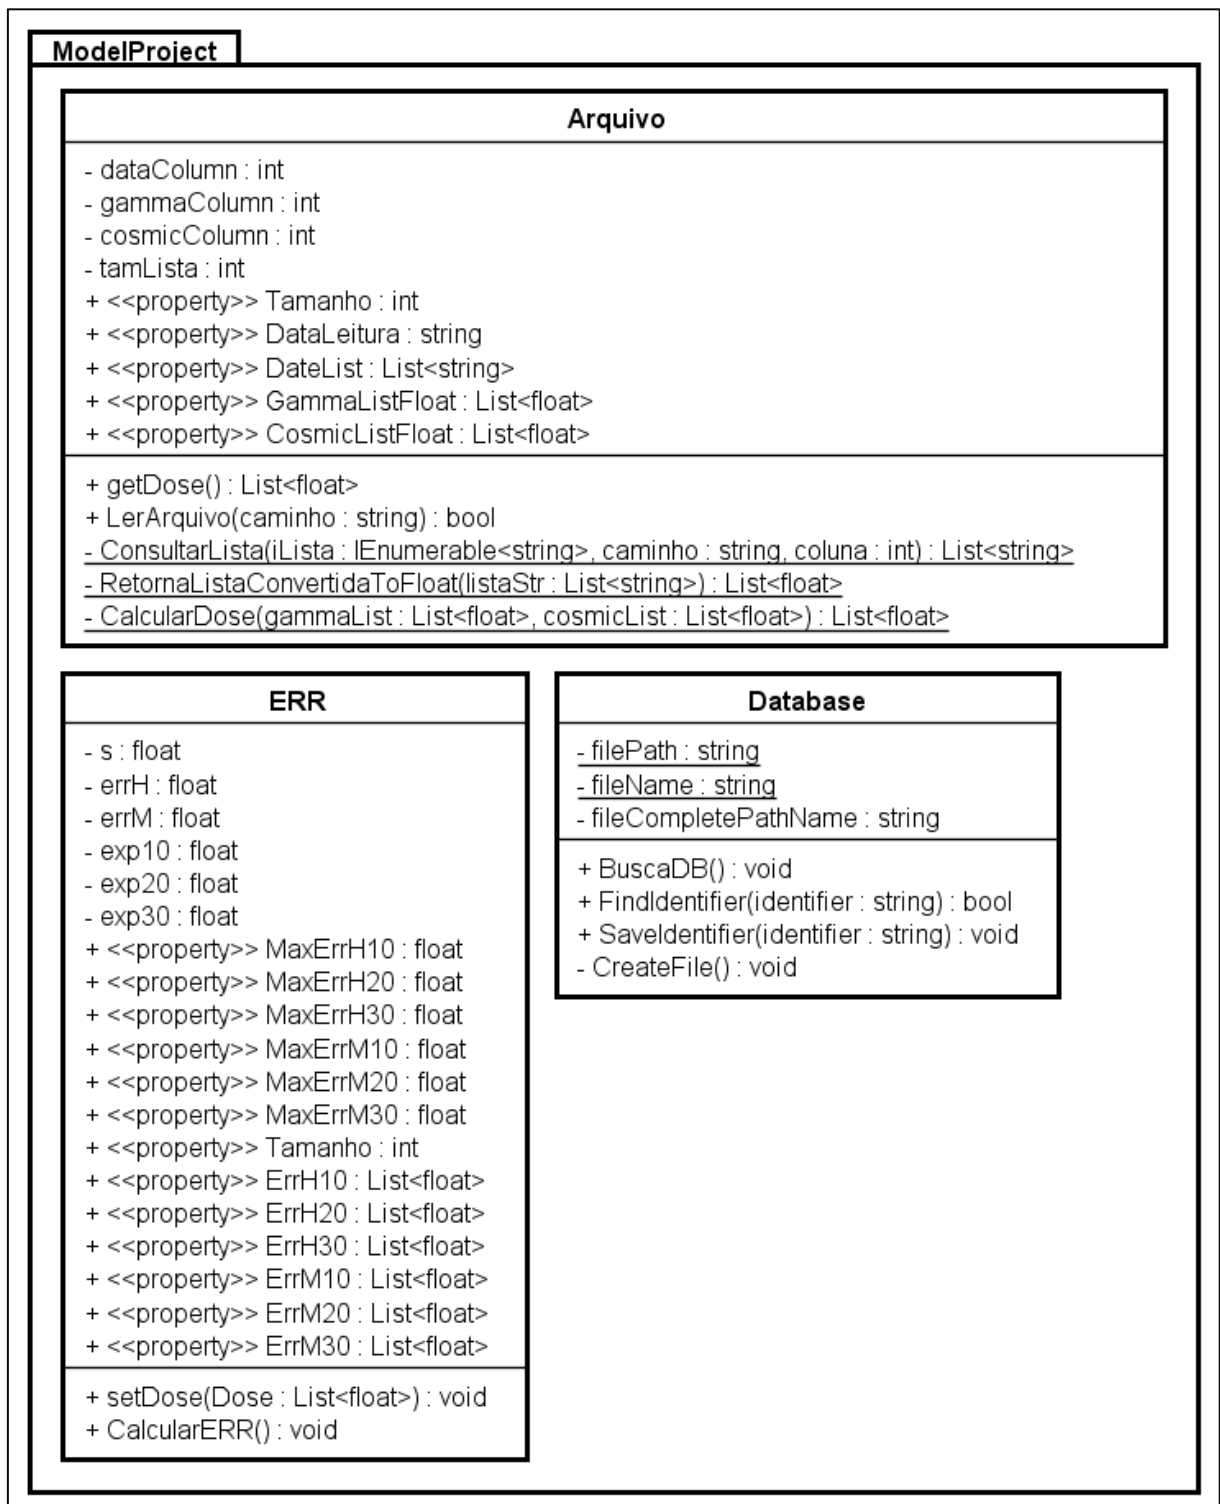 ModelProject
Arquivo
- dataColumn : int
- gammaColumn : int
- cosmicColumn : int
- tamLista : int
+ <<property>> Tamanho : int
+ <<property>> DataLeitura : string
+ <<property>> DateList : List<string>
+ <<property>> GammaListFloat : List<float>
+ <<property>> CosmicListFloat : List<float>
+ getDose() : List<float>
+ LerArquivo(caminho : string) : bool
- ConsultarLista(iLista : IEnumerable<string>, caminho : string, coluna : int) : List<string>
- RetornaListaConvertidaToFloat(listaStr : List<string>) : List<float>
- CalcularDose(gammaList : List<float>, cosmicList : List<float>) : List<float>
ERR
- s : float
- errH : float
- errM : float
- exp10 : float
- exp20 : float
- exp30 : float
+ <<property>> MaxErrH10 : float
+ <<property>> MaxErrH20 : float
+ <<property>> MaxErrH30 : float
+ <<property>> MaxErrM10 : float
+ <<property>> MaxErrM20 : float
+ <<property>> MaxErrM30 : float
+ <<property>> Tamanho : int
+ <<property>> ErrH10 : List<float>
+ <<property>> ErrH20 : List<float>
+ <<property>> ErrH30 : List<float>
+ <<property>> ErrM10 : List<float>
+ <<property>> ErrM20 : List<float>
+ <<property>> ErrM30 : List<float>
+ setDose(Dose : List<float>) : void
+ CalcularERR() : void
Database
- filePath : string
- fileName : string
- fileCompletePathName : string
+ BuscaDB() : void
+ FindIdentifier(identifier : string) : bool
+ SaveIdentifier(identifier : string) : void
- CreateFile() : void